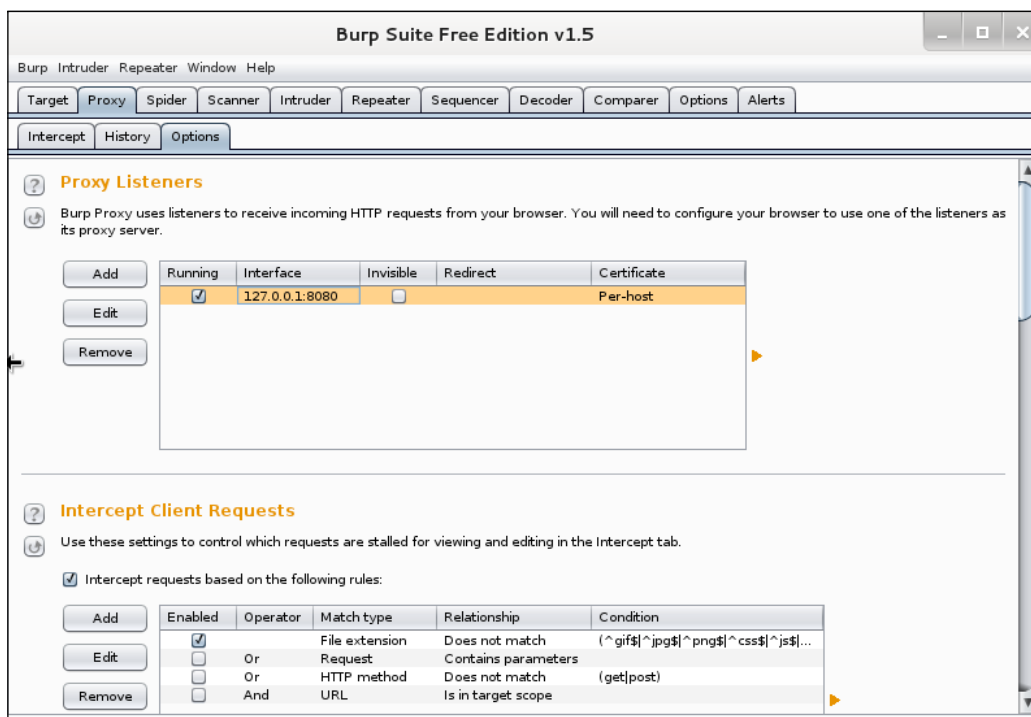 Burp Suite Free Edition v1.5
Burp Intruder Repeater Window Help
Target Proxy Spider Scanner Intruder Repeater Sequencer Decoder Comparer Options Alerts
Intercept History Options
? Proxy Listeners
Burp Proxy uses listeners to receive incoming HTTP requests from your browser. You will need to configure your browser to use one of the listeners as
its proxy server.
Add Running Interface Invisible Redirect Certificate
127.0.0.1:8080 Per-host
Edit
Remove
? Intercept Client Requests
Use these settings to control which requests are stalled for viewing and editing in the Intercept tab.
Intercept requests based on the following rules:
Add Enabled Operator Match type Relationship Condition
File extension Does not match (^gif$|^jpg$|^png$|^css$|^js$|...
Edit Or Request Contains parameters
Or HTTP method Does not match (get|post)
Remove And URL Is in target scope